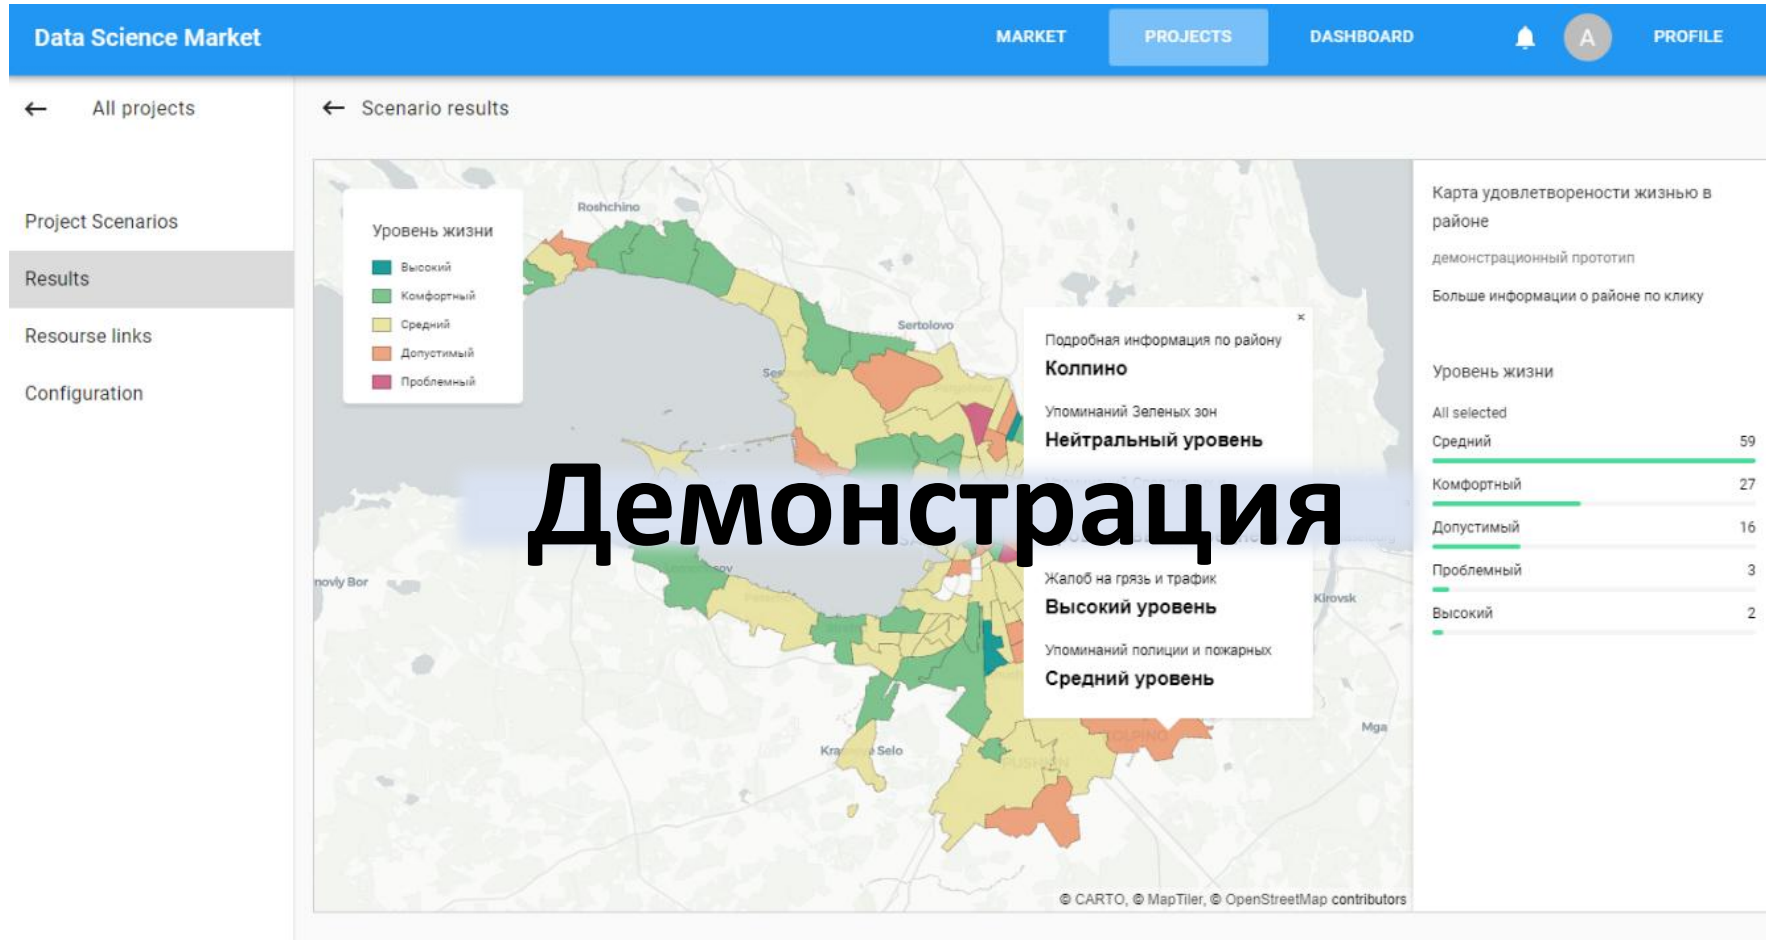 Data Science Market
MARKET
PROJECTS
DASHBOARD
A
PROFILE
← All projects
← Scenario results
Project Scenarios
Results
Resourse links
Configuration
Уровень жизни
Высокий
Комфортный
Средний
Допустимый
Проблемный
Roshchino
Sertolovo
noviy Bor
Selo
Kirovsk
Mga
PUSHKIN
Подробная информация по району
Колпино
Упоминаний Зеленых зон
Нейтральный уровень
Демонстрация
Жалоб на грязь и трафик
Высокий уровень
Упоминаний полиции и пожарных
Средний уровень
© CARTO, © MapTiler, © OpenStreetMap contributors
Карта удовлетворености жизнью в
районе
демонстрационный прототип
Больше информации о районе по клику
Уровень жизни
All selected
Средний 59
Комфортный 27
Допустимый 16
Проблемный 3
Высокий 2